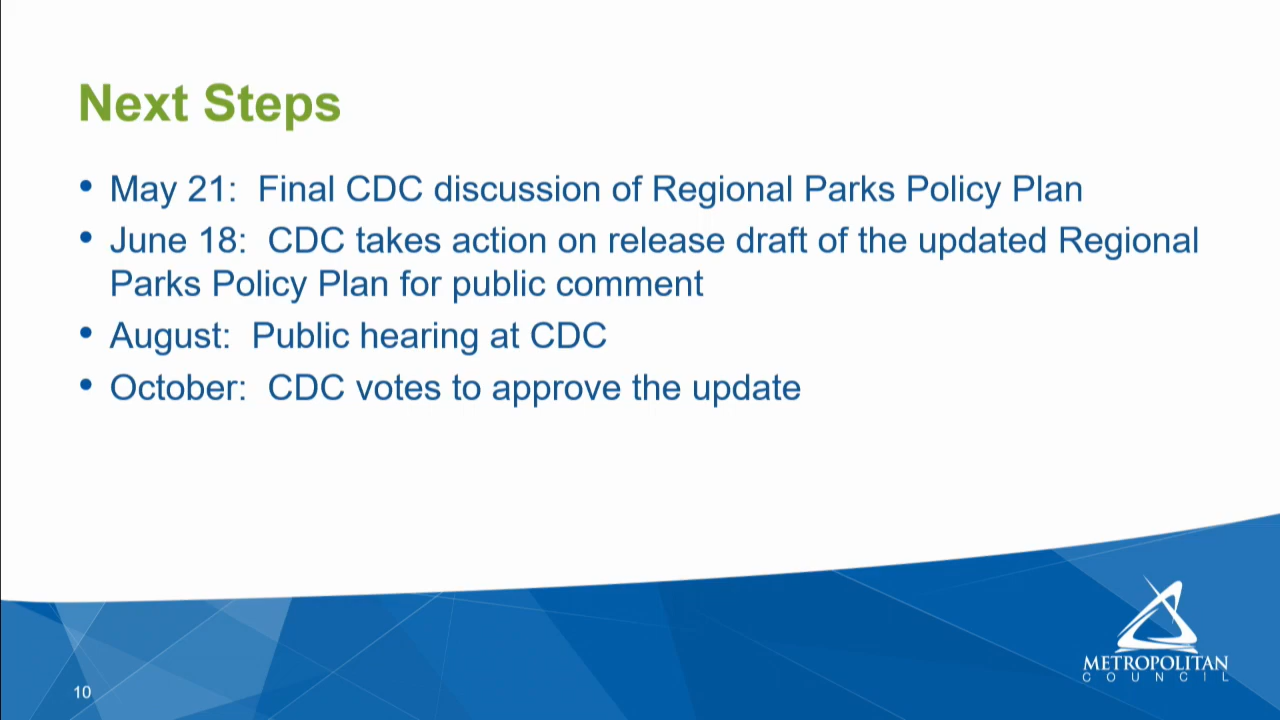 Next Steps
• May 21:  Final CDC discussion of Regional Parks Policy Plan
• June 18:  CDC takes action on release draft of the updated Regional
Parks Policy Plan for public comment
• August:  Public hearing at CDC
• October:  CDC votes to approve the update
METROPOLITAN
COUNCIL
10